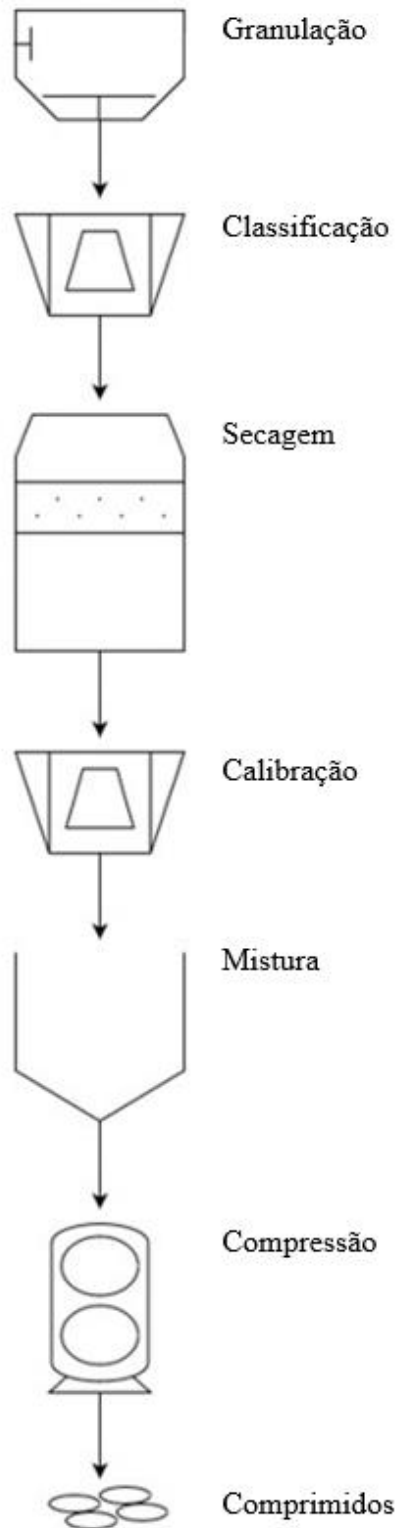 Granulação
Classificação
Secagem
Calibração
Mistura
Compressão
Comprimidos